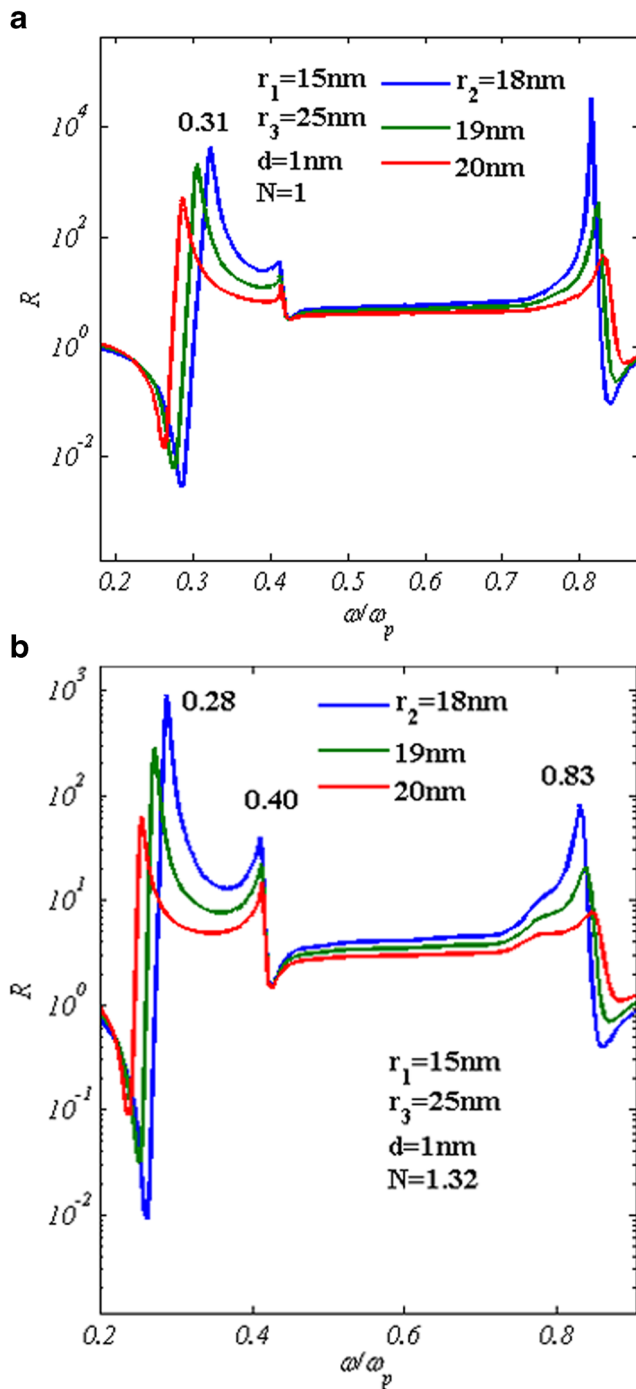 a
r1=15nm r2=18nm
0.31 r3=25nm 19nm
d=1nm 20nm
N=1
10^4
10^2
10^0
10^-2
R
0.2 0.3 0.4 0.5 0.6 0.7 0.8
ω/ωp
b
10^3
10^2
10^1
10^0
10^-1
10^-2
R
0.28 r2=18nm
19nm
0.40 20nm 0.83
r1=15nm
r3=25nm
d=1nm
N=1.32
0.2 0.4 0.6 0.8
ω/ωp